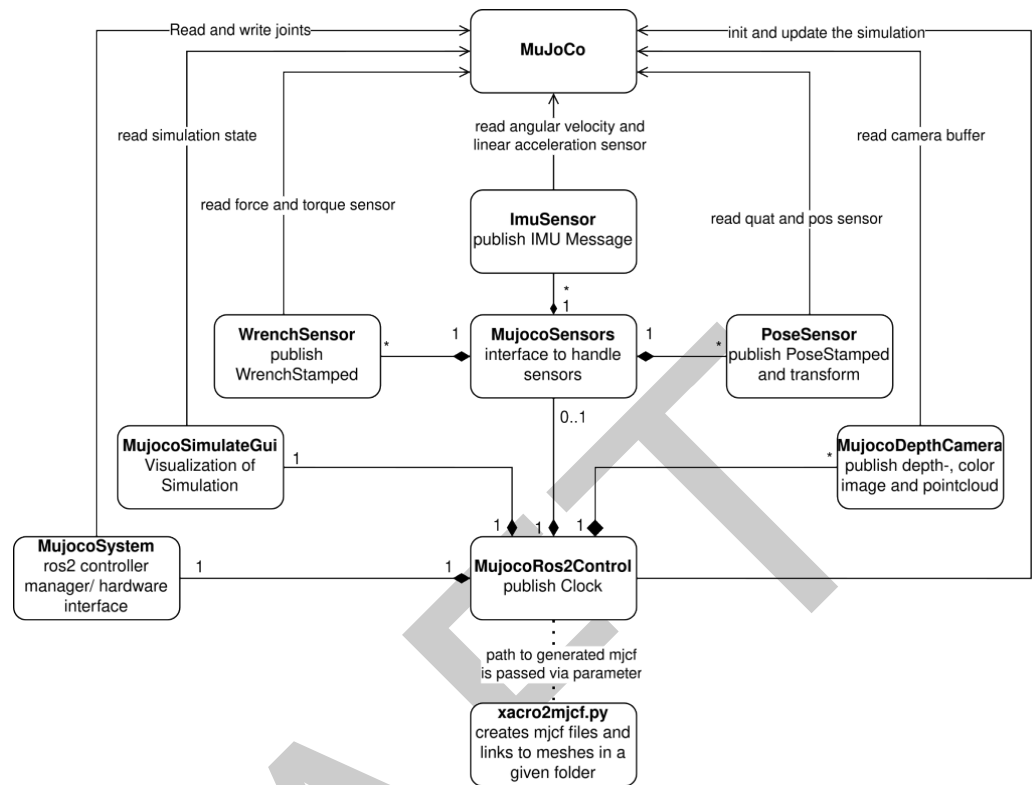 Read and write joints
init and update the simulation
MuJoCo
read simulation state
read angular velocity and
linear acceleration sensor
read camera buffer
read force and torque sensor
ImuSensor
publish IMU Message
read quat and pos sensor
*
1
WrenchSensor
publish
WrenchStamped
*
1
MujocoSensors
interface to handle
sensors
1
*
PoseSensor
publish PoseStamped
and transform
0..1
MujocoSimulateGui
Visualization of
Simulation
1
MujocoDepthCamera
publish depth-, color
image and pointcloud
*
1
1
1
MujocoSystem
ros2 controller
manager/ hardware
interface
1
1
MujocoRos2Control
publish Clock
path to generated mjcf
is passed via parameter
xacro2mjcf.py
creates mjcf files and
links to meshes in a
given folder